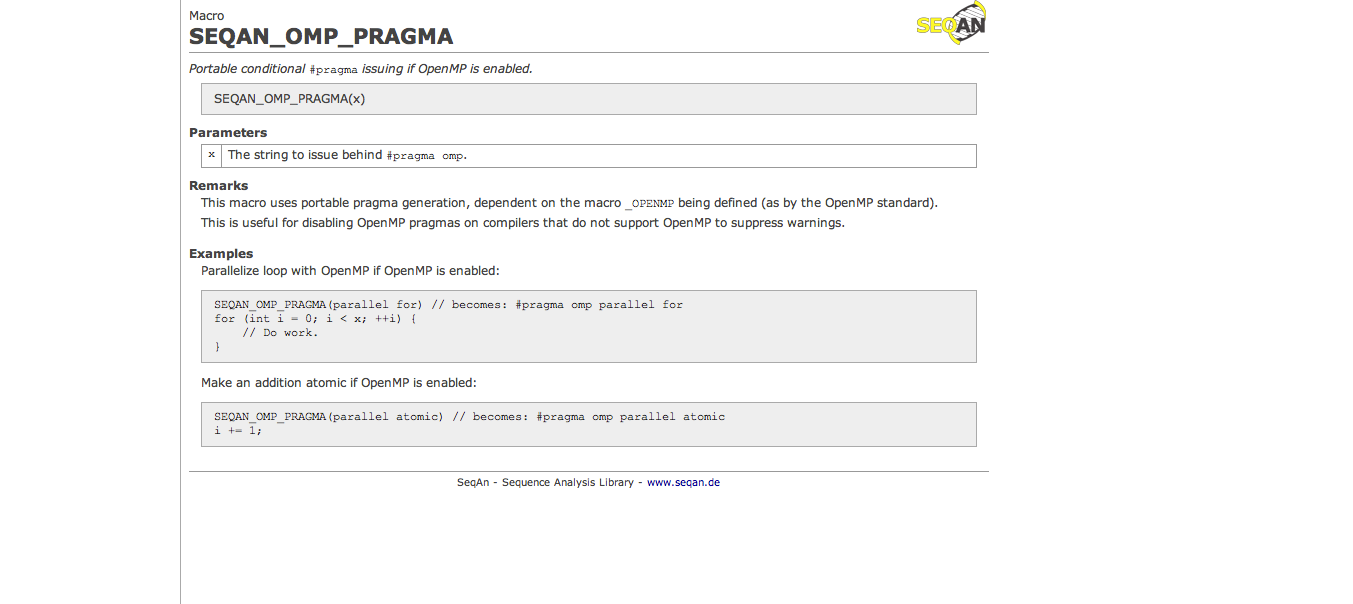 Macro
SEQAN
SEQAN_OMP_PRAGMA
Portable conditional #pragma issuing if OpenMP is enabled.
SEQAN_OMP_PRAGMA(x)
Parameters
x The string to issue behind #pragma omp.
Remarks
This macro uses portable pragma generation, dependent on the macro _OPENMP being defined (as by the OpenMP standard).
This is useful for disabling OpenMP pragmas on compilers that do not support OpenMP to suppress warnings.
Examples
Parallelize loop with OpenMP if OpenMP is enabled:
SEQAN_OMP_PRAGMA(parallel for) // becomes: #pragma omp parallel for
for (int i = 0; i < x; ++i) {
    // Do work.
}
Make an addition atomic if OpenMP is enabled:
SEQAN_OMP_PRAGMA(parallel atomic) // becomes: #pragma omp parallel atomic
i += 1;
SeqAn - Sequence Analysis Library - www.seqan.de